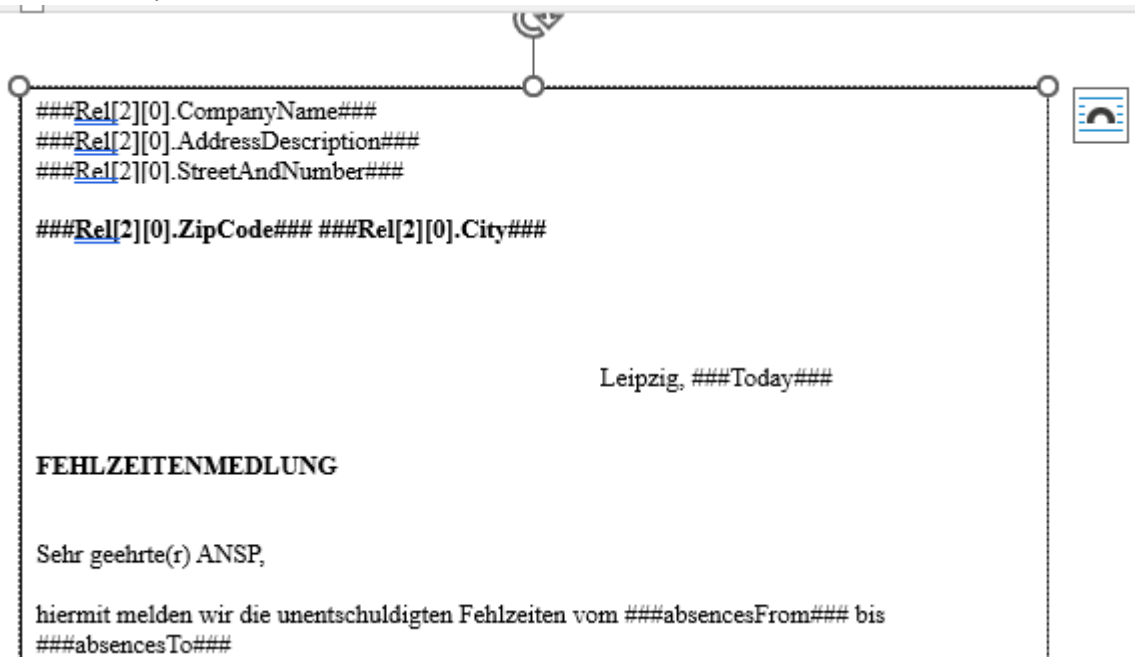 ###Rel[2][0].CompanyName###
###Rel[2][0].AddressDescription###
###Rel[2][0].StreetAndNumber###
###Rel[2][0].ZipCode### ###Rel[2][0].City###
Leipzig, ###Today###
FEHLZEITENMEDLUNG
Sehr geehrte(r) ANSP,
hiermit melden wir die unentschuldigten Fehlzeiten vom ###absencesFrom### bis
###absencesTo###